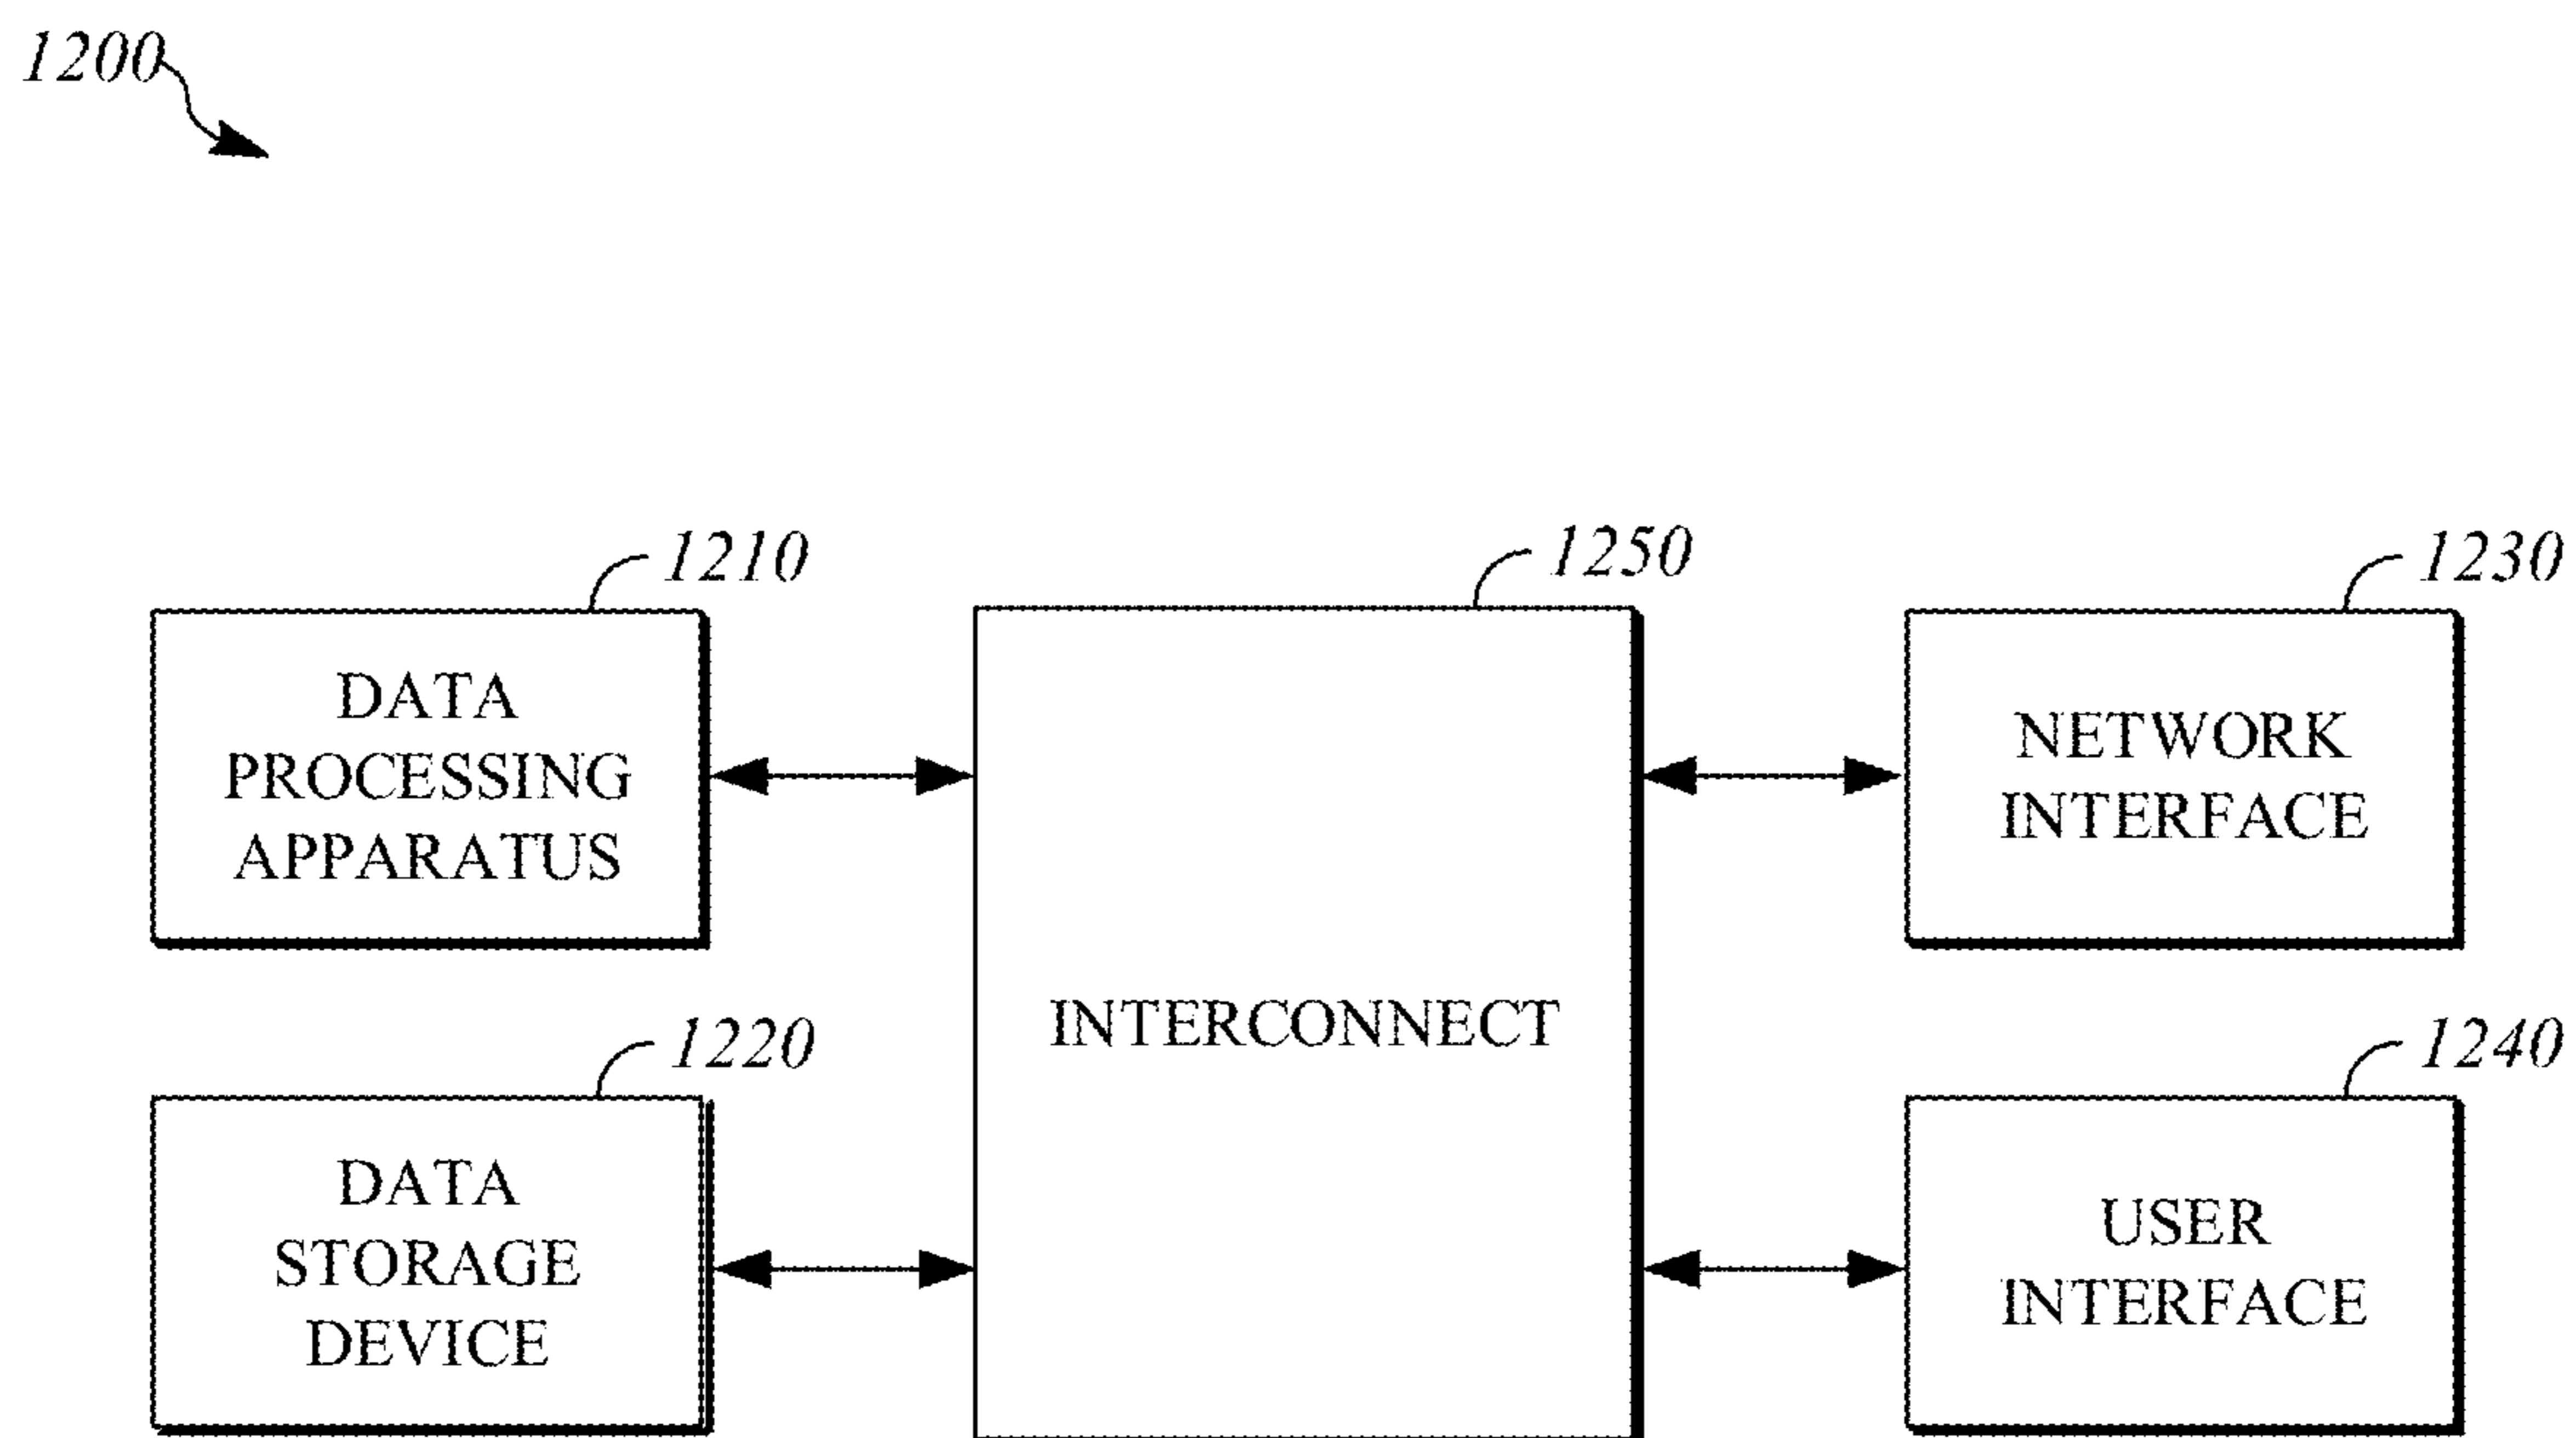 1200
1210
DATA
PROCESSING
APPARATUS
1250
INTERCONNECT
1230
NETWORK
INTERFACE
1220
DATA
STORAGE
DEVICE
1240
USER
INTERFACE